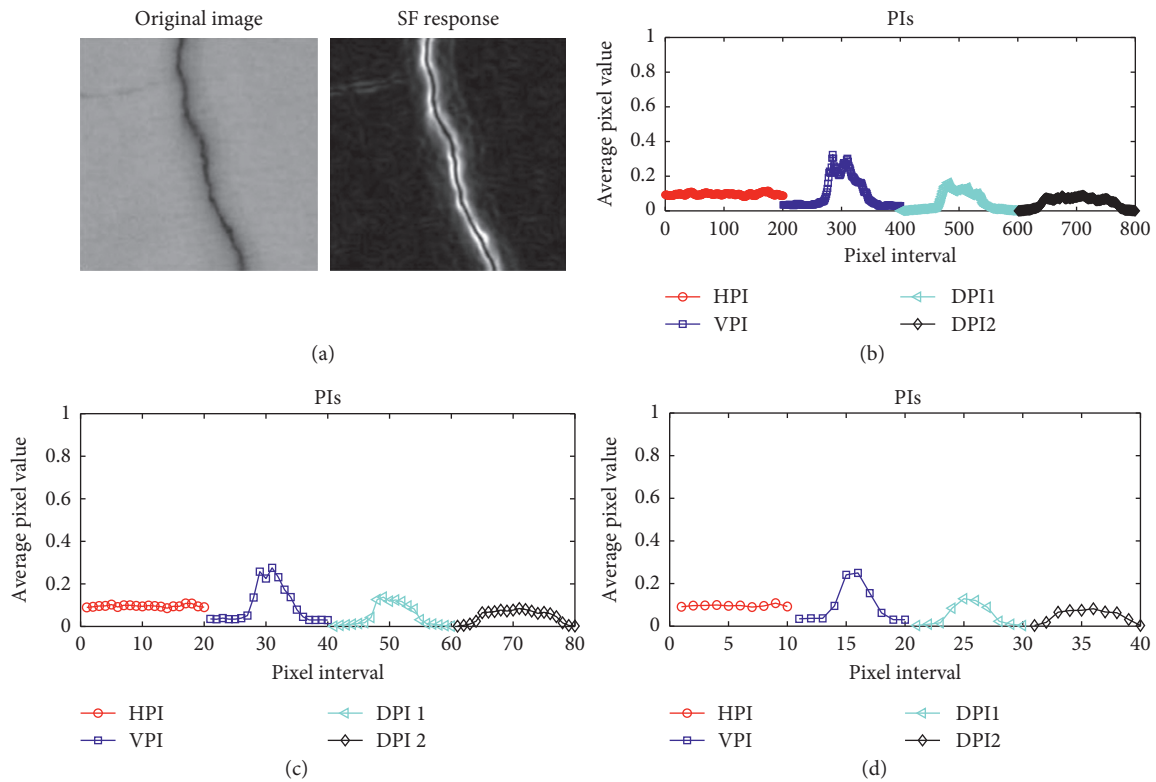 Original image
SF response
(a)
PIs
Average pixel value
1
0.8
0.6
0.4
0.2
0
0 100 200 300 400 500 600 700 800
Pixel interval
HPI
VPI
DPI1
DPI2
(b)
PIs
Average pixel value
1
0.8
0.6
0.4
0.2
0
0 10 20 30 40 50 60 70 80
Pixel interval
HPI
VPI
DPI 1
DPI 2
(c)
PIs
Average pixel value
1
0.8
0.6
0.4
0.2
0
0 5 10 15 20 25 30 35 40
Pixel interval
HPI
VPI
DPI1
DPI2
(d)